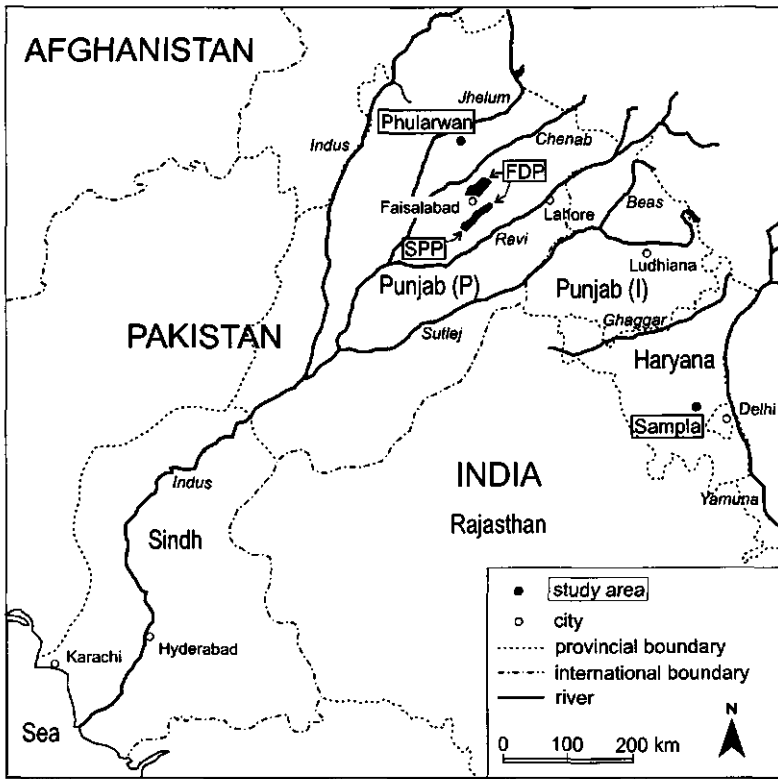 AFGHANISTAN
Jhelum
Phularwan
Indus
Chenab
FDP
Faisalabad
Lahore
Beas
SPP
Ravi
Ludhiana
Punjab (P)
Punjab (I)
PAKISTAN
Sutlej
Ghaggar
Haryana
Delhi
Sampla
Indus
INDIA
Yamuna
Rajasthan
Sindh
Karachi
Hyderabad
Sea
study area
city
provincial boundary
international boundary
river
N
0 100 200 km